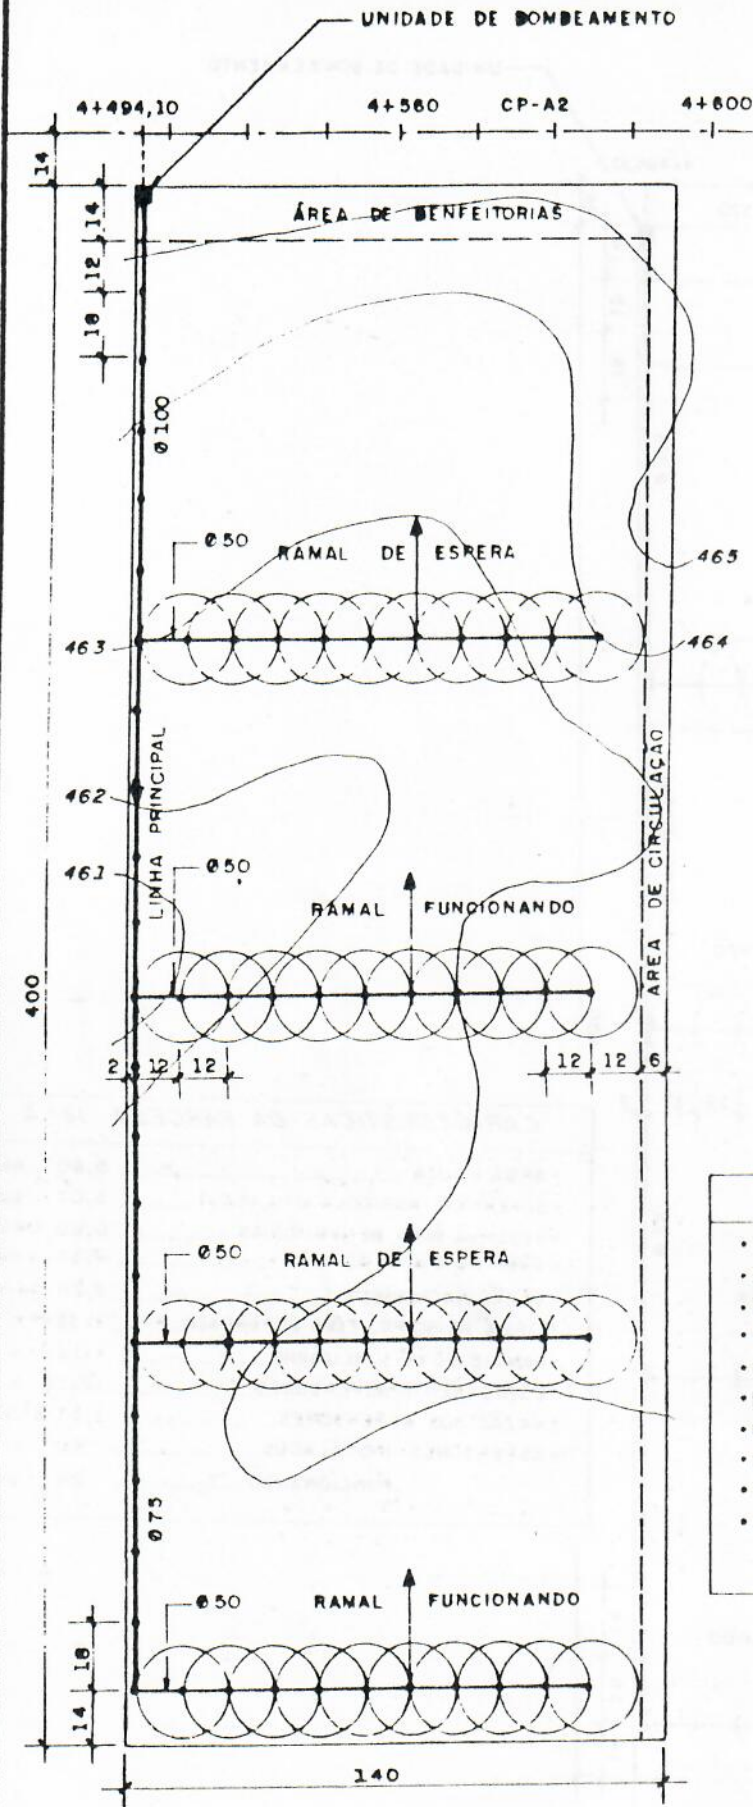 UNIDADE DE BOMBEAMENTO
4+494,10
4+560
CP-A2
4+600
14
ÁREA DE BENFEITORIAS
14
12
18
Ø100
Ø50
RAMAL DE ESPERA
465
463
464
LINHA PRINCIPAL
462
461
Ø50
RAMAL FUNCIONANDO
ÁREA DE CIRCULAÇÃO
400
2
12
12
12
12
6
Ø50
RAMAL DE ESPERA
Ø75
Ø50
RAMAL FUNCIONANDO
18
14
140